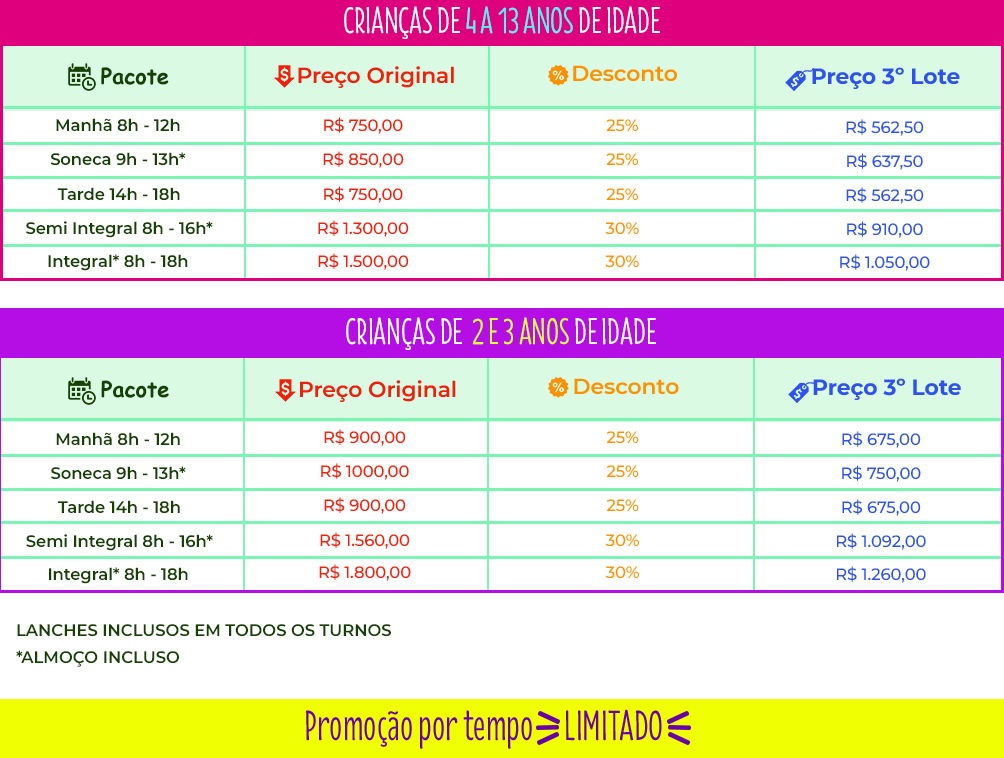 CRIANÇAS DE 4 A 13 ANOS DE IDADE
Pacote Preço Original Desconto Preço 3º Lote
Manhã 8h - 12h R$ 750,00 25% R$ 562,50
Soneca 9h - 13h* R$ 850,00 25% R$ 637,50
Tarde 14h - 18h R$ 750,00 25% R$ 562,50
Semi Integral 8h - 16h* R$ 1.300,00 30% R$ 910,00
Integral* 8h - 18h R$ 1.500,00 30% R$ 1.050,00
CRIANÇAS DE 2 E 3 ANOS DE IDADE
Pacote Preço Original Desconto Preço 3º Lote
Manhã 8h - 12h R$ 900,00 25% R$ 675,00
Soneca 9h - 13h* R$ 1000,00 25% R$ 750,00
Tarde 14h - 18h R$ 900,00 25% R$ 675,00
Semi Integral 8h - 16h* R$ 1.560,00 30% R$ 1.092,00
Integral* 8h - 18h R$ 1.800,00 30% R$ 1.260,00
LANCHES INCLUSOS EM TODOS OS TURNOS
*ALMOÇO INCLUSO
Promoção por tempo LIMITADO